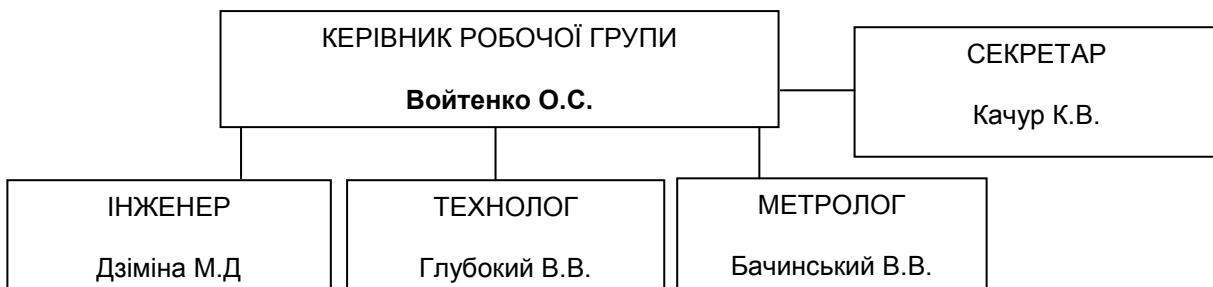 КЕРІВНИК РОБОЧОЇ ГРУПИ
Войтенко О.С.
СЕКРЕТАР
Качур К.В.
ІНЖЕНЕР
Дзіміна М.Д
ТЕХНОЛОГ
Глубокий В.В.
МЕТРОЛОГ
Бачинський В.В.